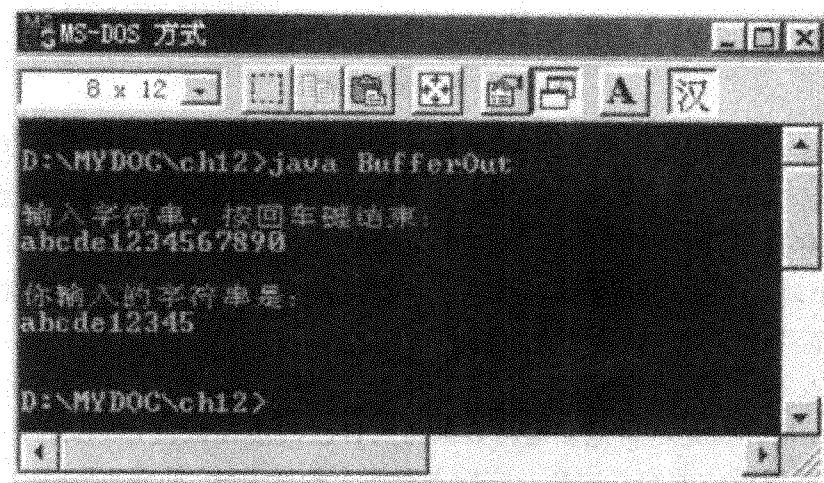 MS-DOS 方式
8 x 12
A
汉
D:\MYDOC\ch12>java BufferOut
输入字符串，按回车键结束：
abcde1234567890
你输入的字符串是：
abcde12345
D:\MYDOC\ch12>